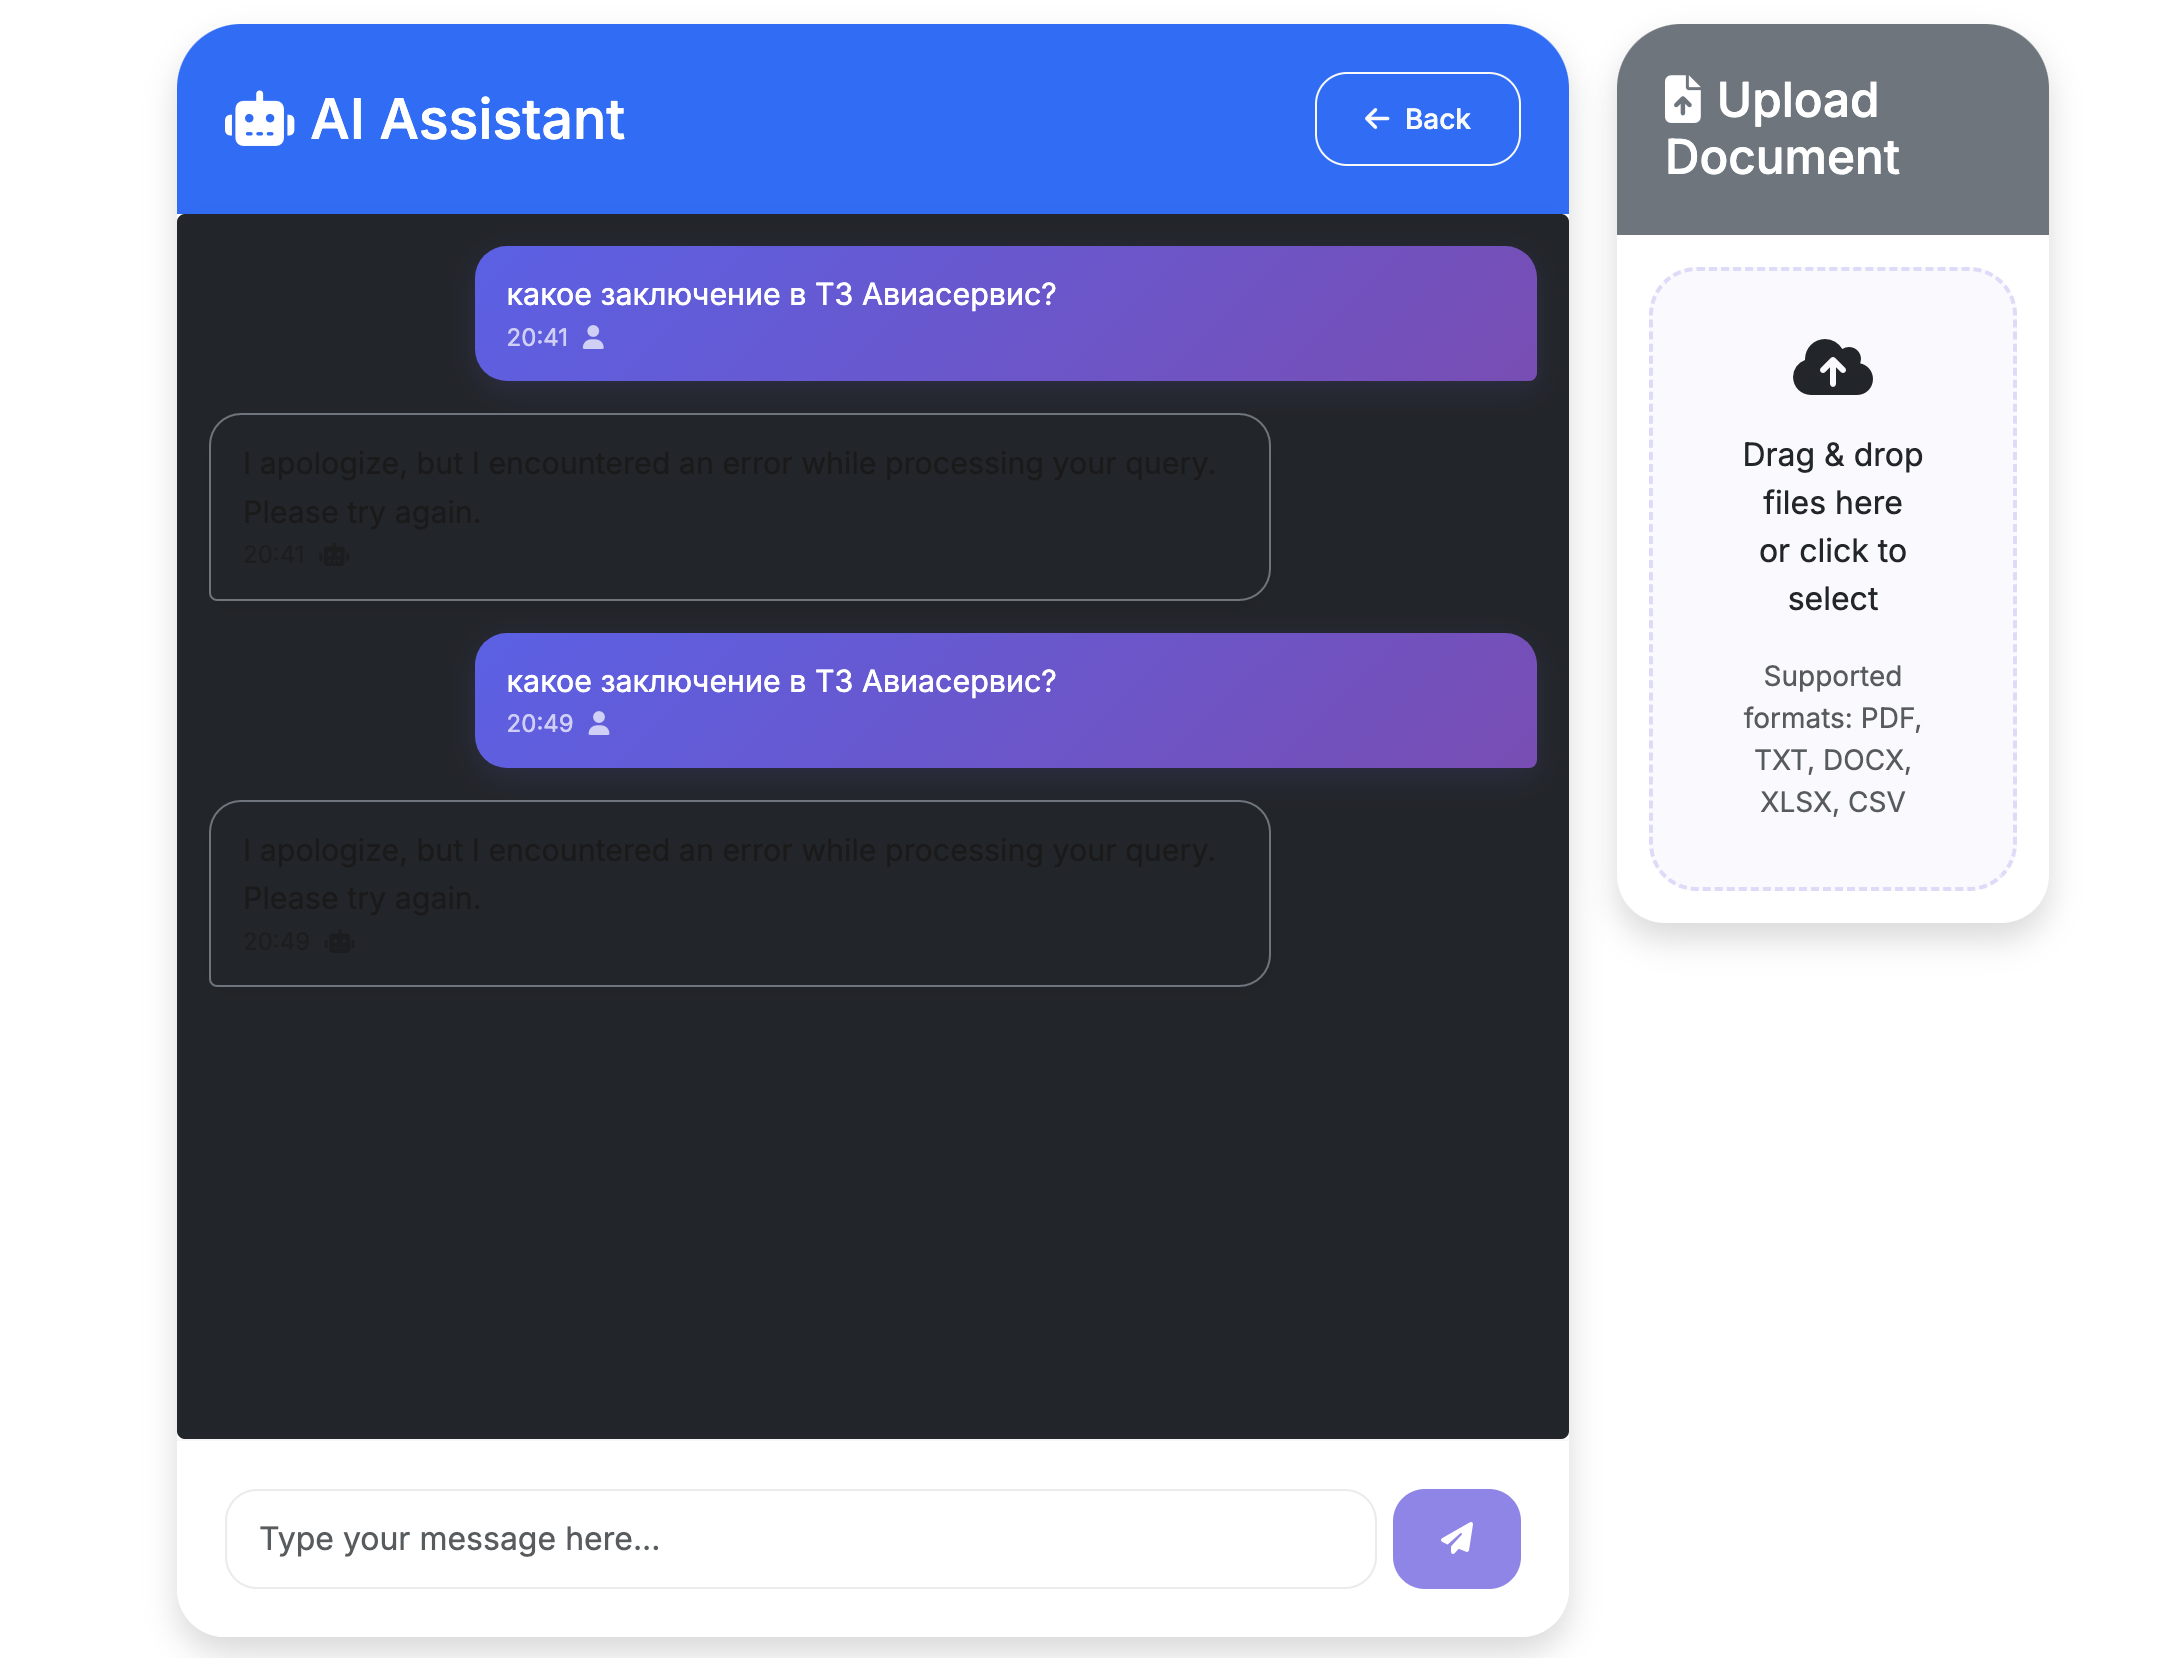 AI Assistant
Back
какое заключение в ТЗ Авиасервис?
20:41
I apologize, but I encountered an error while processing your query.
Please try again.
20:41
какое заключение в ТЗ Авиасервис?
20:49
I apologize, but I encountered an error while processing your query.
Please try again.
20:49
Type your message here...
Upload
Document
Drag & drop
files here
or click to
select
Supported
formats: PDF,
TXT, DOCX,
XLSX, CSV